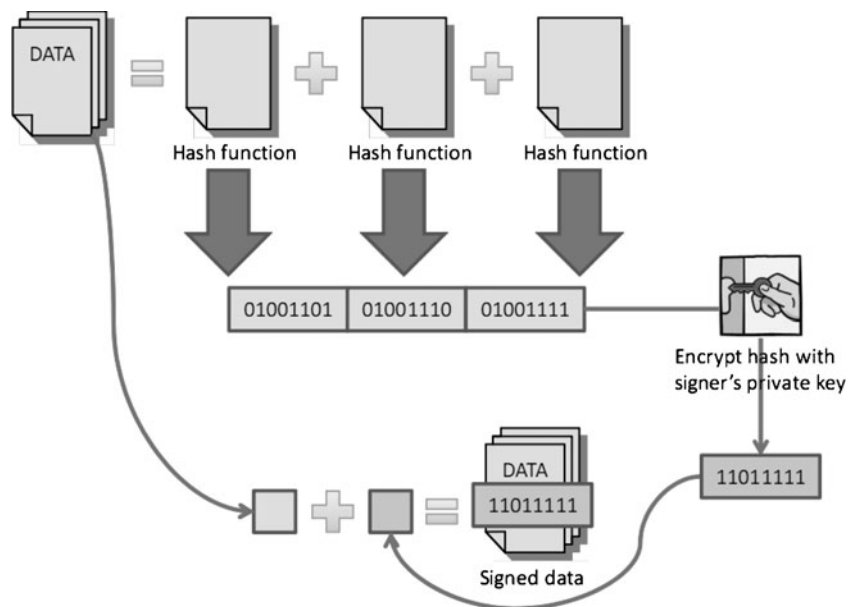 DATA
Hash function
Hash function
Hash function
01001101
01001110
01001111
Encrypt hash with
signer's private key
11011111
DATA
11011111
Signed data